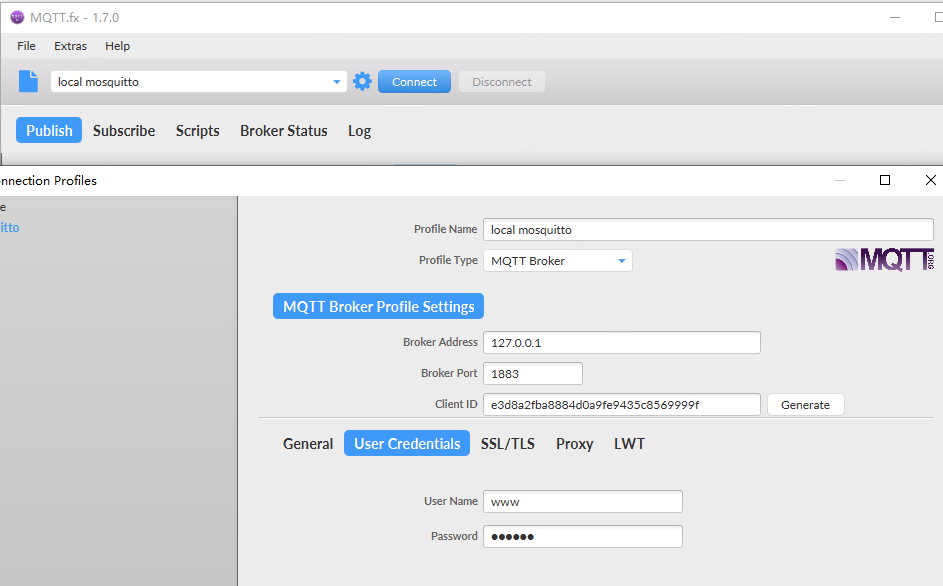 MQTT.fx - 1.7.0
File Extras Help
local mosquitto Connect Disconnect
Publish Subscribe Scripts Broker Status Log
nnection Profiles
e
itto
Profile Name local mosquitto
Profile Type MQTT Broker
MQTT.ORG
MQTT Broker Profile Settings
Broker Address 127.0.0.1
Broker Port 1883
Client ID e3d8a2fba8884d0a9fe9435c8569999f Generate
General User Credentials SSL/TLS Proxy LWT
User Name www
Password ●●●●●●